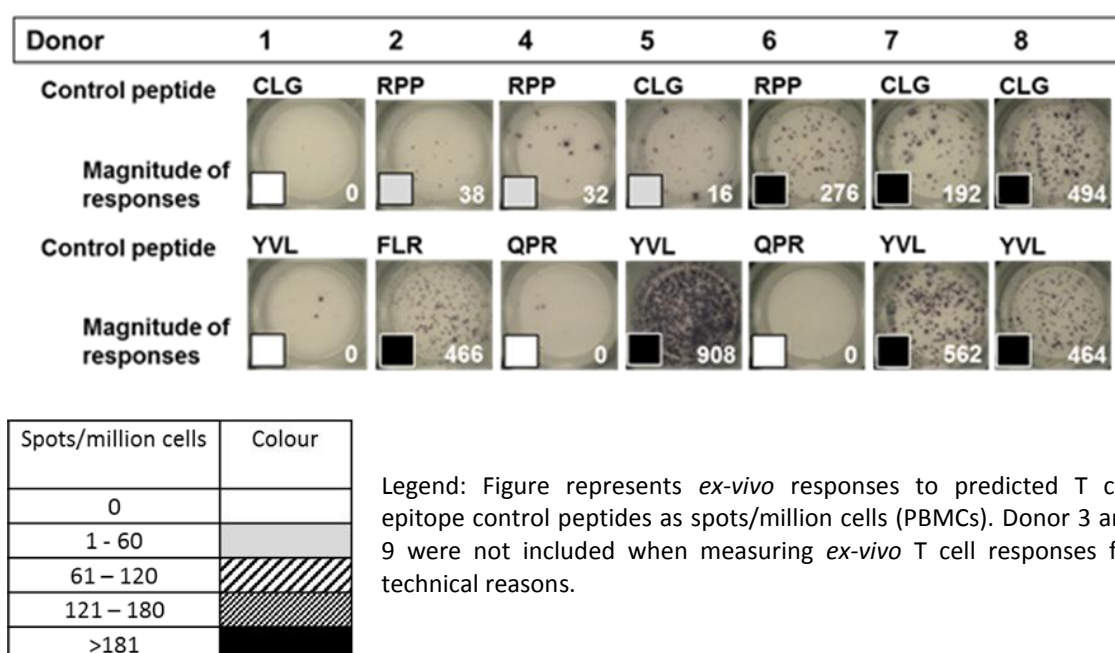 Donor 1 2 4 5 6 7 8
Control peptide CLG RPP RPP CLG RPP CLG CLG
Magnitude of
responses 0 38 32 16 276 192 494
Control peptide YVL FLR QPR YVL QPR YVL YVL
Magnitude of
responses 0 466 0 908 0 562 464
Spots/million cells Colour
0
1 - 60
61 – 120
121 – 180
>181
Legend: Figure represents ex-vivo responses to predicted T c
epitope control peptides as spots/million cells (PBMCs). Donor 3 a
9 were not included when measuring ex-vivo T cell responses f
technical reasons.